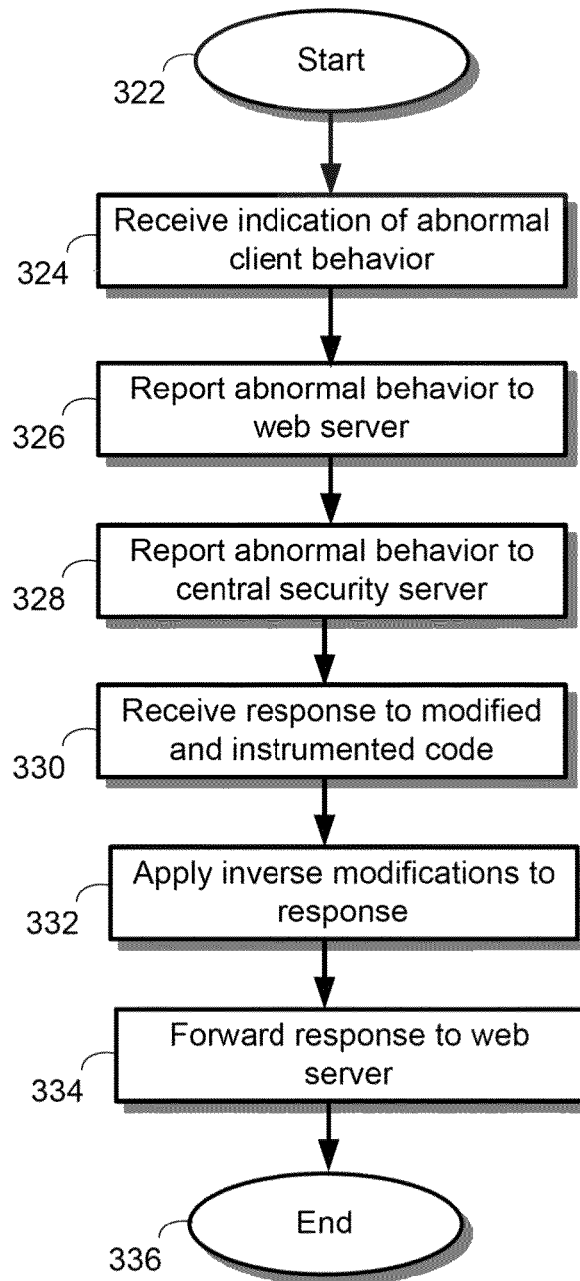 Start
322
Receive indication of abnormal
client behavior
324
Report abnormal behavior to
web server
326
Report abnormal behavior to
central security server
328
Receive response to modified
and instrumented code
330
Apply inverse modifications to
response
332
Forward response to web
server
334
End
336